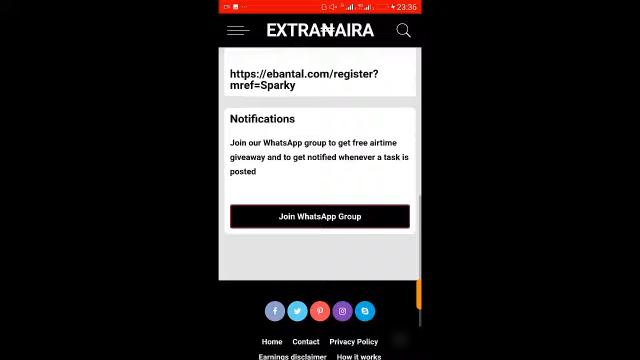 23:36
EXTRA₦AIRA
https://ebantal.com/register?
mref=Sparky
Notifications
Join our WhatsApp group to get free airtime
giveaway and to get notified whenever a task is
posted
Join WhatsApp Group
Home Contact Privacy Policy
Earnings disclaimer How it works